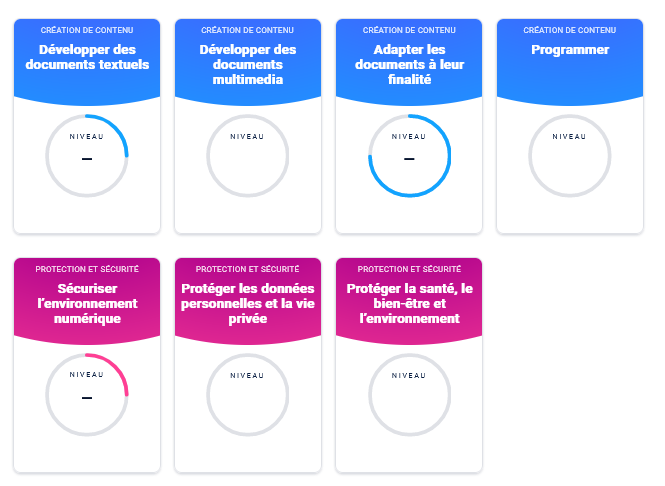 CRÉATION DE CONTENU
Développer des
documents textuels
NIVEAU
–
CRÉATION DE CONTENU
Développer des
documents
multimedia
NIVEAU
CRÉATION DE CONTENU
Adapter les
documents à leur
finalité
NIVEAU
–
CRÉATION DE CONTENU
Programmer
NIVEAU
PROTECTION ET SÉCURITÉ
Sécuriser
l'environnement
numérique
NIVEAU
–
PROTECTION ET SÉCURITÉ
Protéger les données
personnelles et la vie
privée
NIVEAU
PROTECTION ET SÉCURITÉ
Protéger la santé, le
bien-être et
l'environnement
NIVEAU